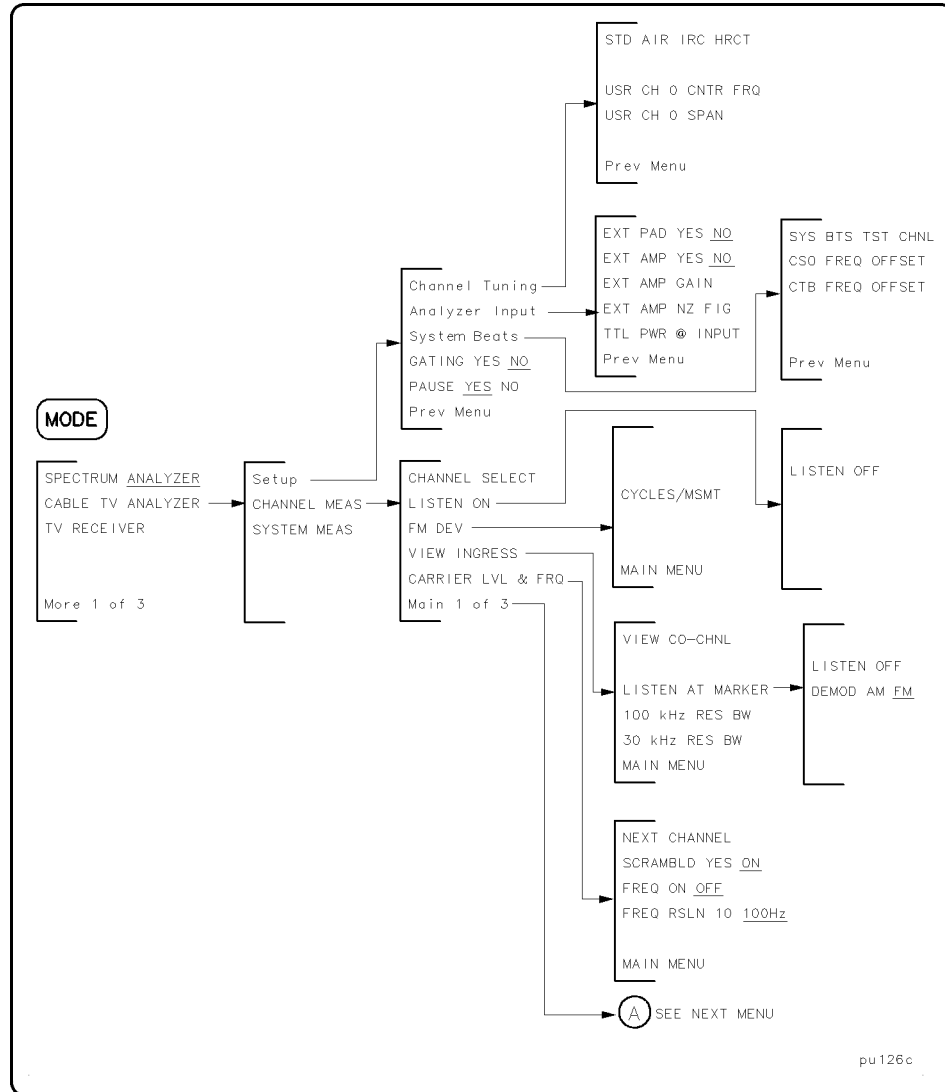 STD AIR IRC HRCT
USR CH 0 CNTR FRQ
USR CH 0 SPAN
Prev Menu
EXT PAD YES NO
EXT AMP YES NO
EXT AMP GAIN
EXT AMP NZ FIG
TTL PWR @ INPUT
Prev Menu
SYS BTS TST CHNL
CSO FREQ OFFSET
CTB FREQ OFFSET
Prev Menu
Channel Tuning
Analyzer Input
System Beats
GATING YES NO
PAUSE YES NO
Prev Menu
MODE
SPECTRUM ANALYZER
CABLE TV ANALYZER
TV RECEIVER
More 1 of 3
Setup
CHANNEL MEAS
SYSTEM MEAS
CHANNEL SELECT
LISTEN ON
FM DEV
VIEW INGRESS
CARRIER LVL & FRQ
Main 1 of 3
CYCLES/MSMT
MAIN MENU
LISTEN OFF
VIEW CO-CHNL
LISTEN AT MARKER
100 kHz RES BW
30 kHz RES BW
MAIN MENU
LISTEN OFF
DEMOD AM FM
NEXT CHANNEL
SCRAMBLD YES ON
FREQ ON OFF
FREQ RSLN 10 100Hz
MAIN MENU
A SEE NEXT MENU
pu126c